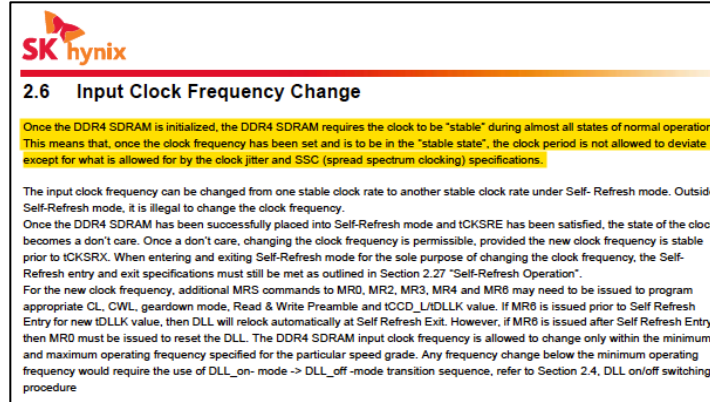 SK hynix
2.6 Input Clock Frequency Change
Once the DDR4 SDRAM is initialized, the DDR4 SDRAM requires the clock to be "stable" during almost all states of normal operation
This means that, once the clock frequency has been set and is to be in the "stable state", the clock period is not allowed to deviate
except for what is allowed for by the clock jitter and SSC (spread spectrum clocking) specifications.
The input clock frequency can be changed from one stable clock rate to another stable clock rate under Self- Refresh mode. Outside
Self-Refresh mode, it is illegal to change the clock frequency.
Once the DDR4 SDRAM has been successfully placed into Self-Refresh mode and tCKSRE has been satisfied, the state of the cloc
becomes a don't care. Once a don't care, changing the clock frequency is permissible, provided the new clock frequency is stable
prior to tCKSRX. When entering and exiting Self-Refresh mode for the sole purpose of changing the clock frequency, the Self-
Refresh entry and exit specifications must still be met as outlined in Section 2.27 "Self-Refresh Operation".
For the new clock frequency, additional MRS commands to MR0, MR2, MR3, MR4 and MR6 may need to be issued to program
appropriate CL, CWL, geardown mode, Read & Write Preamble and tCCD_L/tDLLK value. If MR6 is issued prior to Self Refresh
Entry for new tDLLK value, then DLL will relock automatically at Self Refresh Exit. However, if MR6 is issued after Self Refresh Entry
then MR0 must be issued to reset the DLL. The DDR4 SDRAM input clock frequency is allowed to change only within the minimum
and maximum operating frequency specified for the particular speed grade. Any frequency change below the minimum operating
frequency would require the use of DLL_on- mode -> DLL_off -mode transition sequence, refer to Section 2.4, DLL on/off switching
procedure